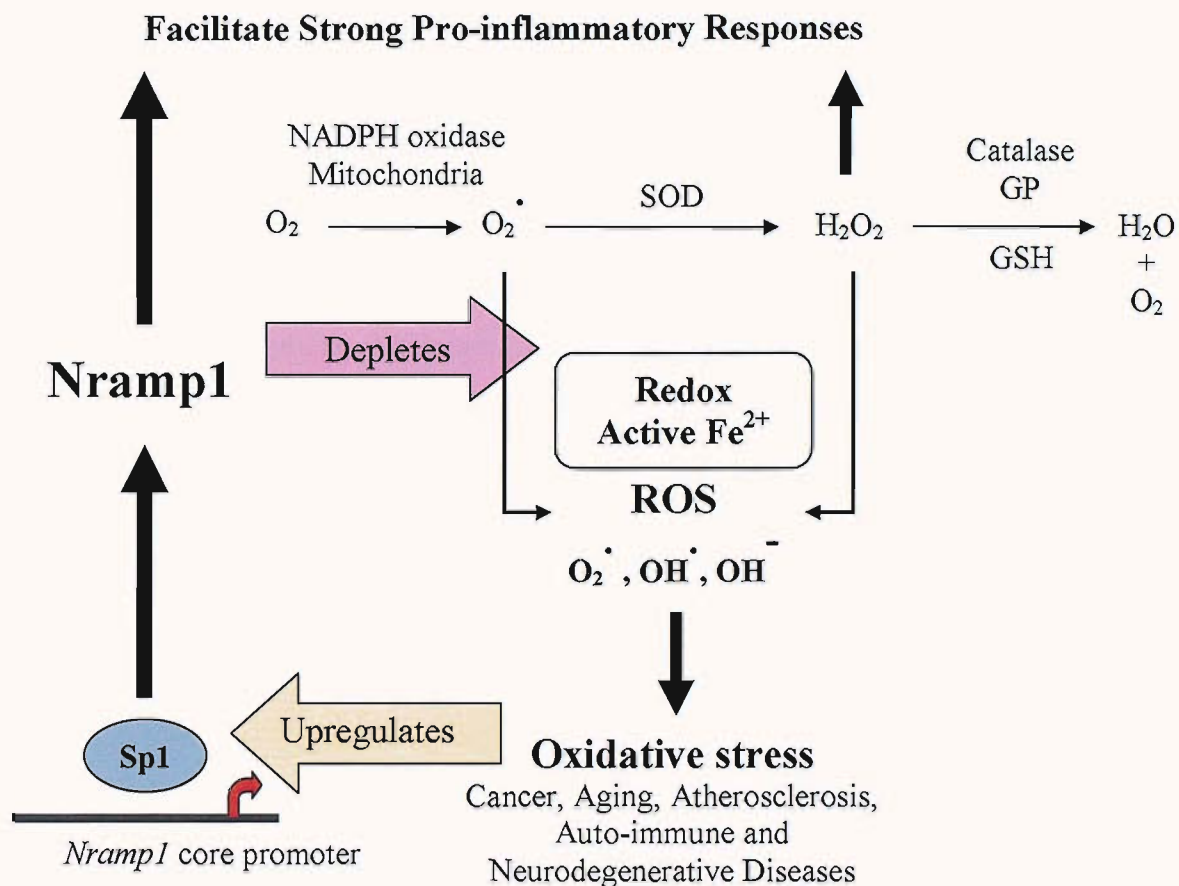 Facilitate Strong Pro-inflammatory Responses
NADPH oxidase
Mitochondria
O₂
O₂˙
SOD
H₂O₂
Catalase
GP
GSH
H₂O
+
O₂
Nramp1
Depletes
Redox
Active Fe²⁺
ROS
O₂˙ , OH˙, OH⁻
Sp1
Upregulates
Nramp1 core promoter
Oxidative stress
Cancer, Aging, Atherosclerosis,
Auto-immune and
Neurodegenerative Diseases